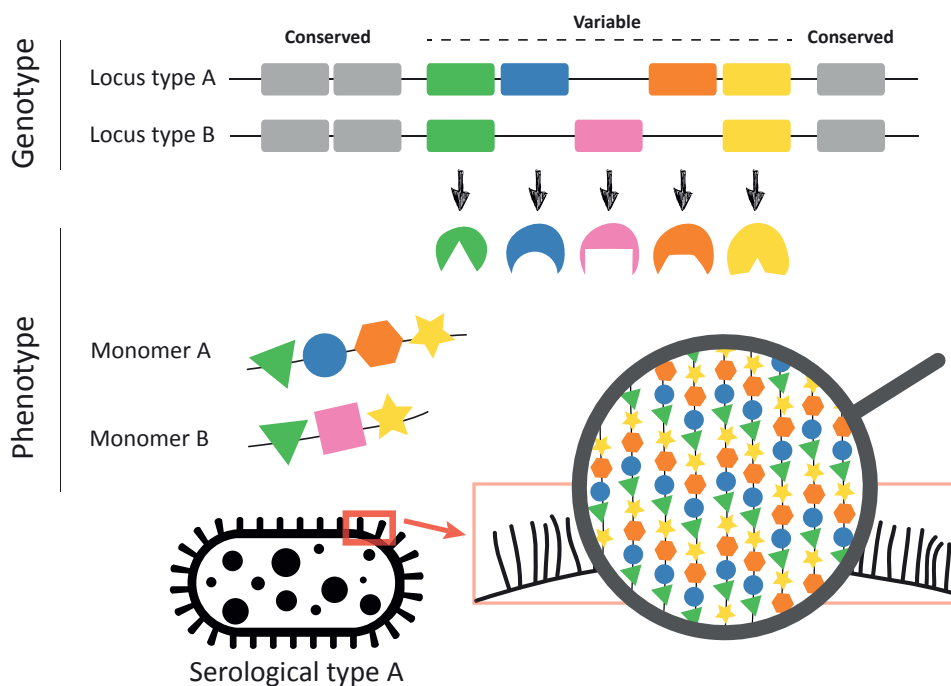 Variable
Conserved
Conserved
Genotype
Locus type A
Locus type B
Phenotype
Monomer A
Monomer B
Serological type A